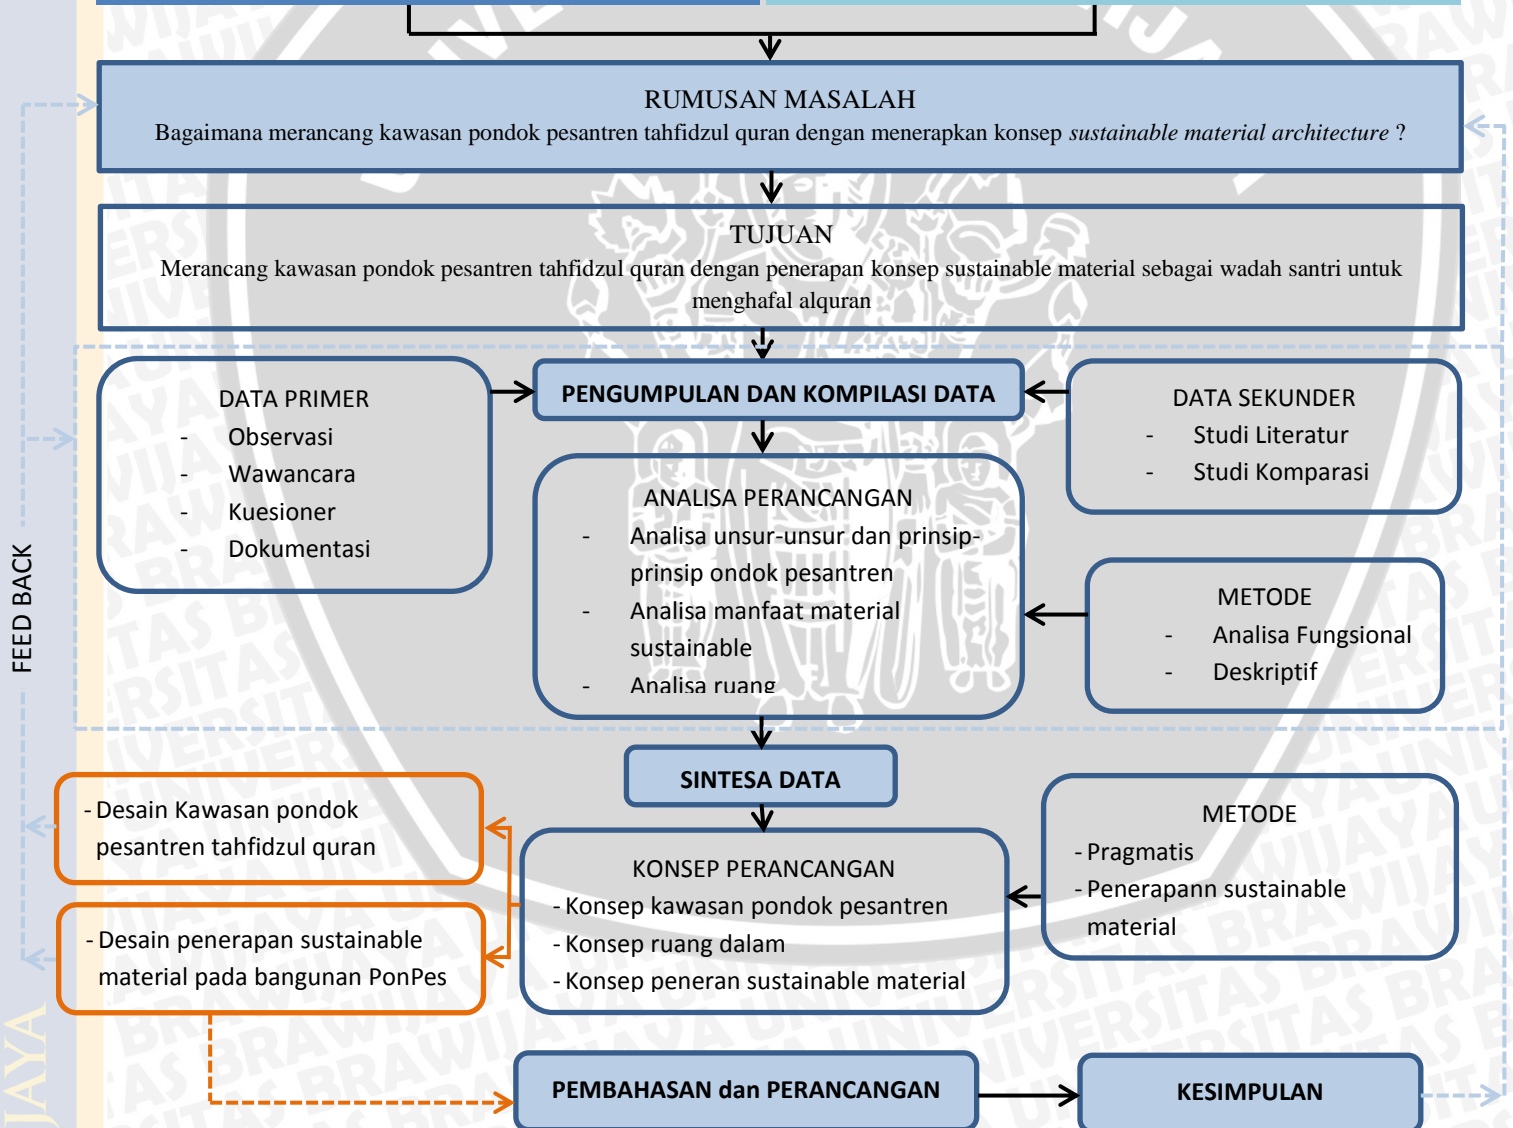 RUMUSAN MASALAH
Bagaimana merancang kawasan pondok pesantren tahfidzul quran dengan menerapkan konsep sustainable material architecture ?
TUJUAN
Merancang kawasan pondok pesantren tahfidzul quran dengan penerapan konsep sustainable material sebagai wadah santri untuk
menghafal alquran
DATA PRIMER
- Observasi
- Wawancara
- Kuesioner
- Dokumentasi
PENGUMPULAN DAN KOMPILASI DATA
DATA SEKUNDER
- Studi Literatur
- Studi Komparasi
ANALISA PERANCANGAN
- Analisa unsur-unsur dan prinsip-
prinsip ondok pesantren
- Analisa manfaat material
sustainable
- Analisa ruang
METODE
- Analisa Fungsional
- Deskriptif
FEED BACK
SINTESA DATA
- Desain Kawasan pondok
pesantren tahfidzul quran
- Desain penerapan sustainable
material pada bangunan PonPes
KONSEP PERANCANGAN
- Konsep kawasan pondok pesantren
- Konsep ruang dalam
- Konsep peneran sustainable material
METODE
- Pragmatis
- Penerapann sustainable
material
PEMBAHASAN dan PERANCANGAN
KESIMPULAN
JAYA